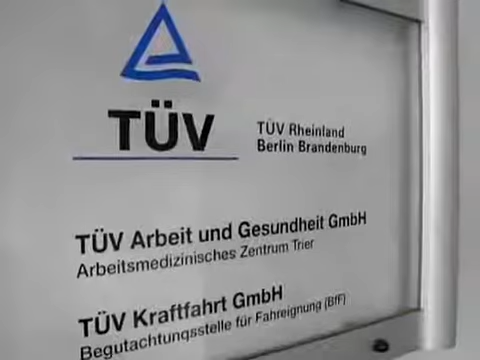 TÜV
TÜV Rheinland
Berlin Brandenburg
TÜV Arbeit und Gesundheit GmbH
Arbeitsmedizinisches Zentrum Trier
TÜV Kraftfahrt GmbH
Begutachtungsstelle für Fahreignung (BfF)